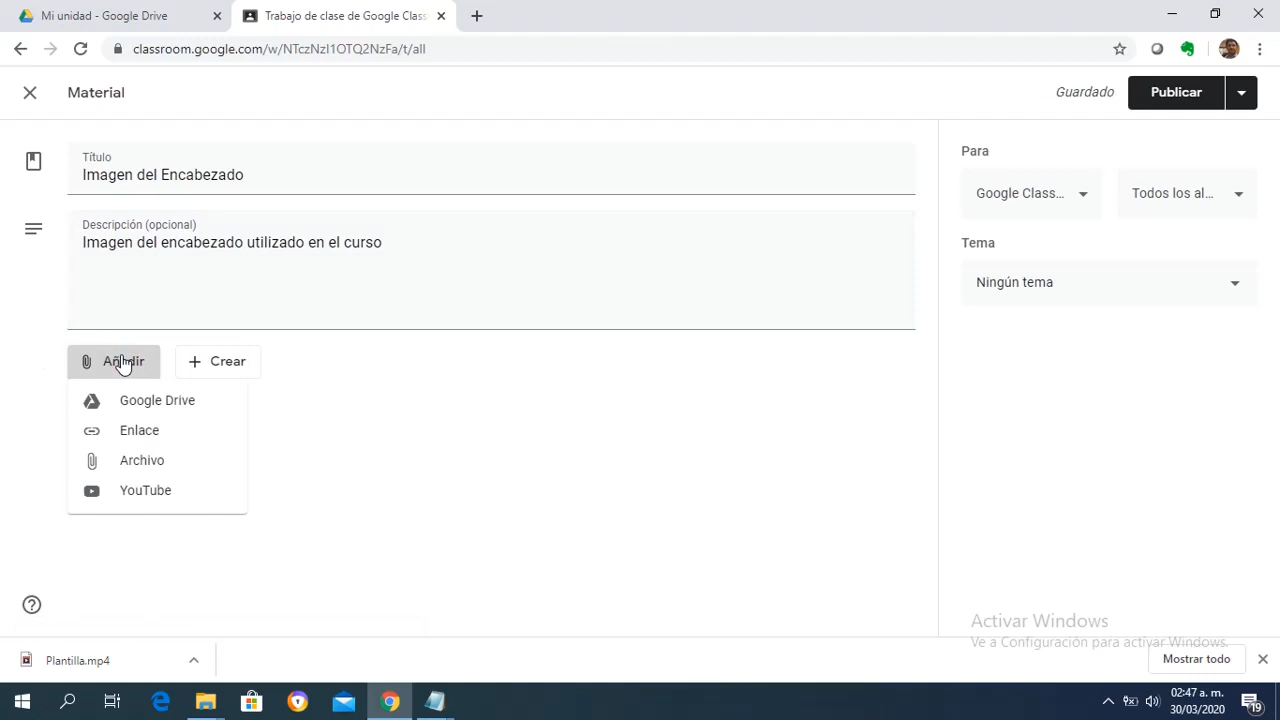 Mi unidad - Google Drive
Trabajo de clase de Google Clas
classroom.google.com/w/NTczNzI1OTQ2NzFa/t/all
Material
Guardado
Publicar
Título
Imagen del Encabezado
Descripción (opcional)
Imagen del encabezado utilizado en el curso
Añadir
Crear
Google Drive
Enlace
Archivo
YouTube
Para
Google Class...
Todos los al...
Tema
Ningún tema
Activar Windows
Ve a Configuración para activar Windows.
Plantilla.mp4
Mostrar todo
02:47 a. m.
30/03/2020
19